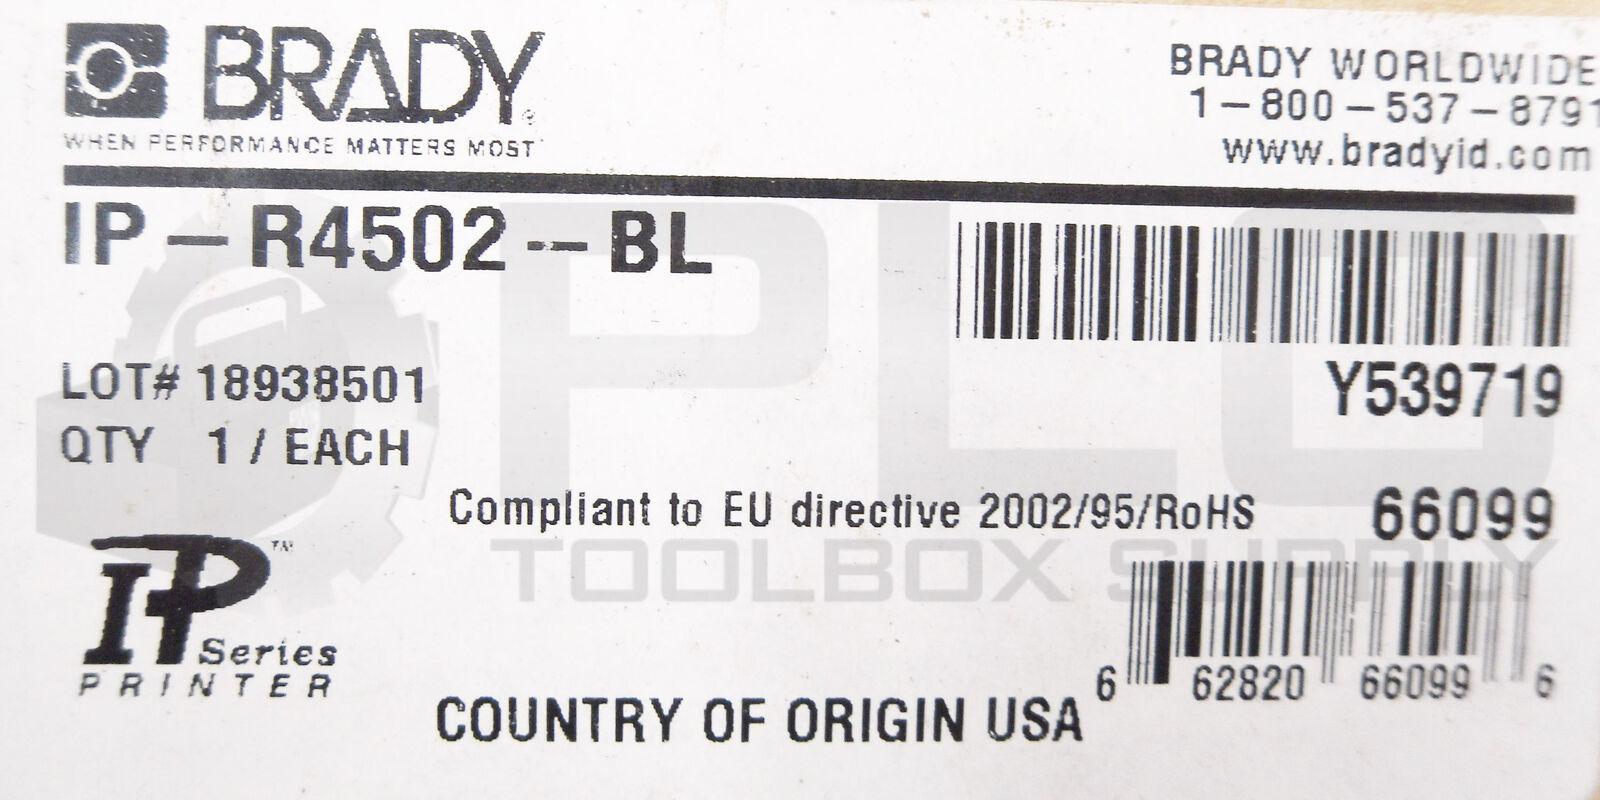 BRADY
WHEN PERFORMANCE MATTERS MOST
BRADY WORLDWIDE
1-800-537-8791
www.bradyid.com
IP-R4502-BL
Y539719
LOT# 18938501
QTY 1 / EACH
Compliant to EU directive 2002/95/RoHS
66099
IP™
Series
PRINTER
6 62820 66099 6
COUNTRY OF ORIGIN USA
PLC
TOOLBOX SUPPLY